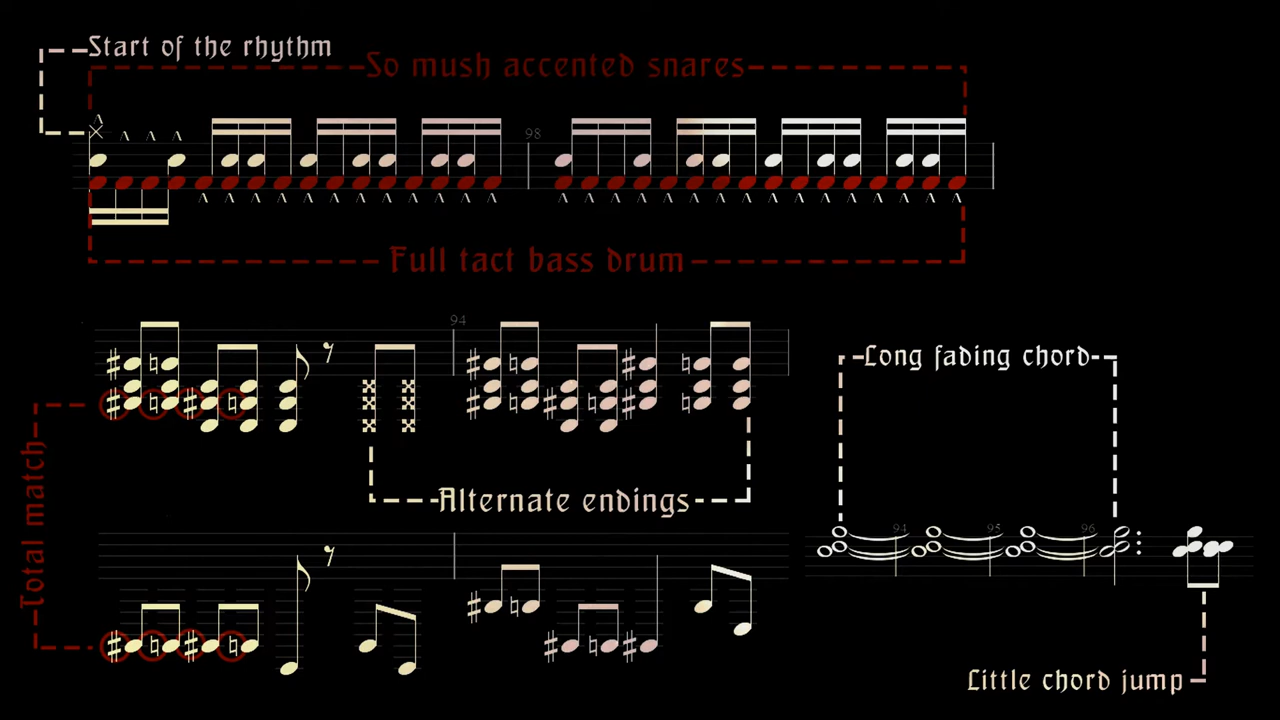 Start of the rhythm
So mush accented snares
98
Full tact bass drum
94
Long fading chord
Total match
Alternate endings
94 95 96
Little chord jump